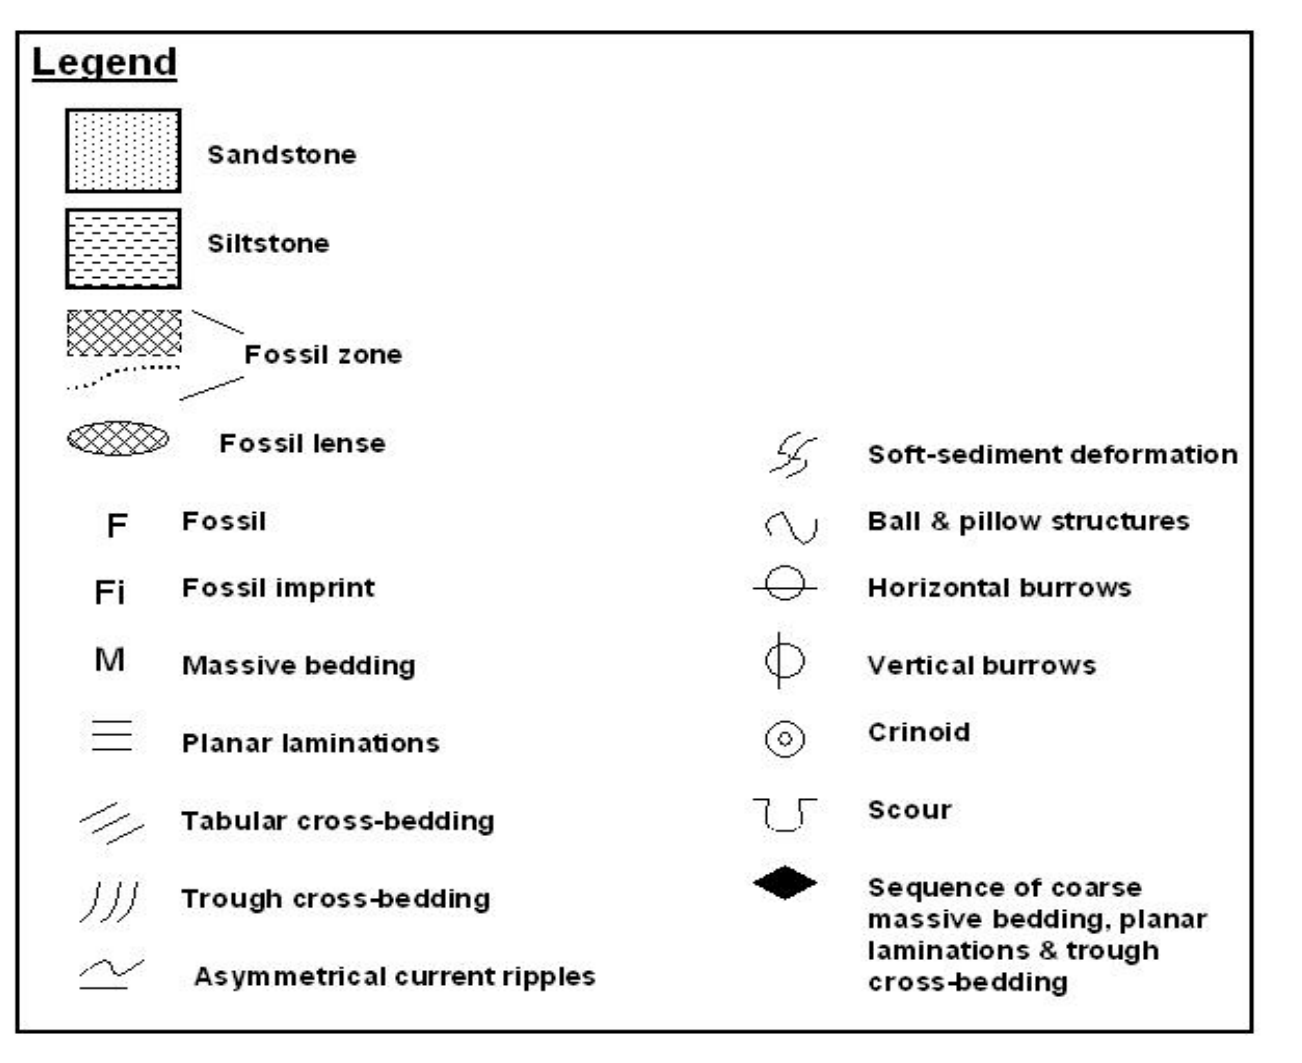 Legend
Sandstone
Siltstone
Fossil zone
Fossil lense
F Fossil
Fi Fossil imprint
M Massive bedding
Planar laminations
Tabular cross-bedding
Trough cross-bedding
Asymmetrical current ripples
Soft-sediment deformation
Ball & pillow structures
Horizontal burrows
Vertical burrows
Crinoid
Scour
Sequence of coarse
massive bedding, planar
laminations & trough
cross-bedding